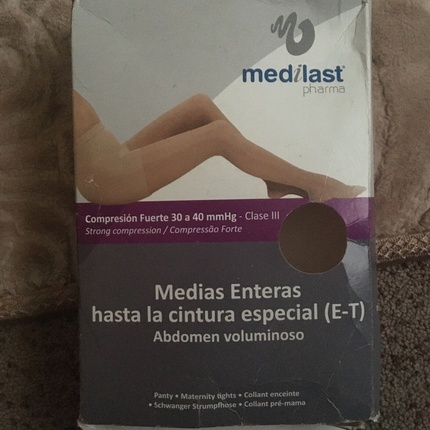 medilast®
pharma
Compresión Fuerte 30 a 40 mmHg - Clase III
Strong compression / Compressão Forte
Medias Enteras
hasta la cintura especial (E-T)
Abdomen voluminoso
Panty • Maternity tights • Collant enceinte
• Schwanger Strumpfhose • Collant pré-mama